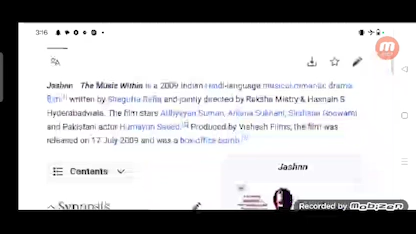 3:16
Jashnn The Music Within is a 2009 Indian Hindi-language musical romantic drama
film written by Shagufta Rafiq and jointly directed by Raksha Mistry & Hasnain S
Hyderabadwala. The film stars Adhyayan Suman, Anjana Sukhani, Shahana Goswami
and Pakistani actor Humayun Saeed. Produced by Vishesh Films, the film was
released on 17 July 2009 and was a box-office bomb.
Contents
Jashnn
Synopsis
Recorded by Mobizen